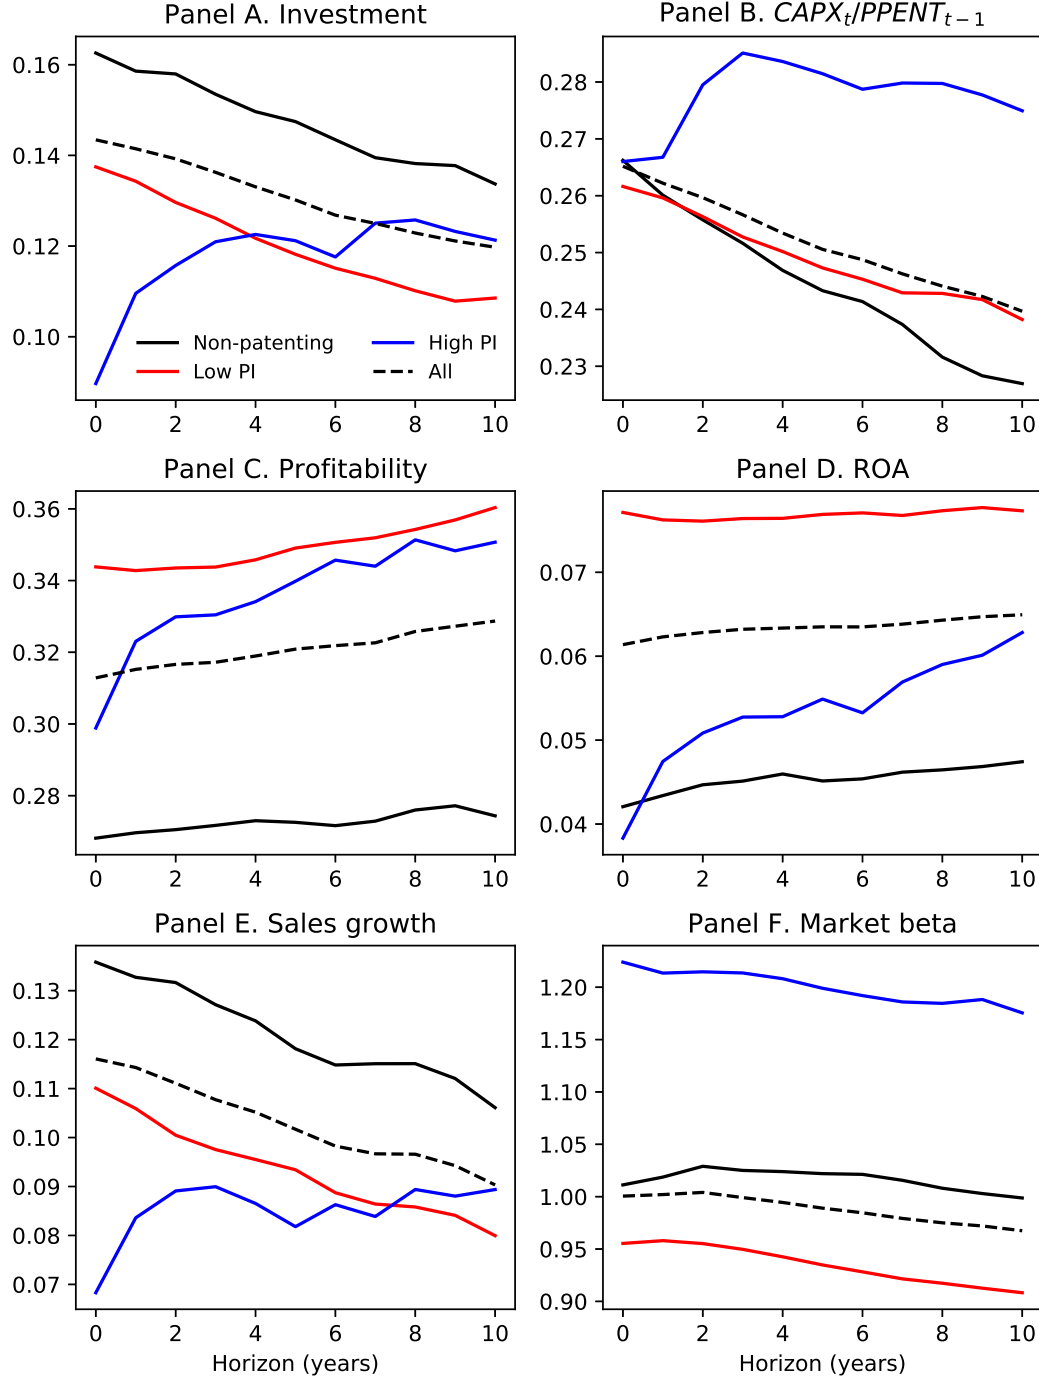 Panel A. Investment
0.16
0.14
0.12
0.10
Non-patenting
Low PI
High PI
All
0 2 4 6 8 10
Panel B. CAPX_t/PPENT_{t−1}
0.28
0.27
0.26
0.25
0.24
0.23
0 2 4 6 8 10
Panel C. Profitability
0.36
0.34
0.32
0.30
0.28
0 2 4 6 8 10
Panel D. ROA
0.07
0.06
0.05
0.04
0 2 4 6 8 10
Panel E. Sales growth
0.13
0.12
0.11
0.10
0.09
0.08
0.07
0 2 4 6 8 10
Horizon (years)
Panel F. Market beta
1.20
1.15
1.10
1.05
1.00
0.95
0.90
0 2 4 6 8 10
Horizon (years)